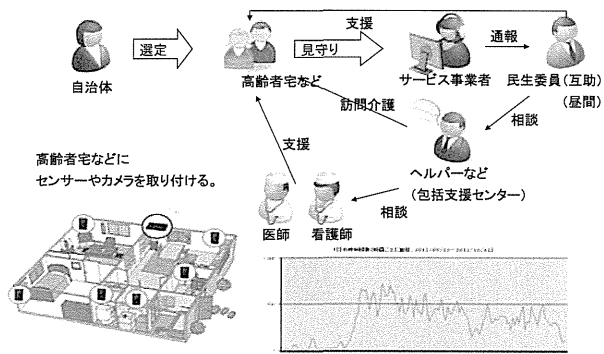 支援
選定
見守り
通報
自治体
高齢者宅など
サービス事業者
民生委員(互助)
(昼間)
訪問介護
相談
支援
ヘルパーなど
(包括支援センター)
高齢者宅などに
センサーやカメラを取り付ける。
相談
医師
看護師